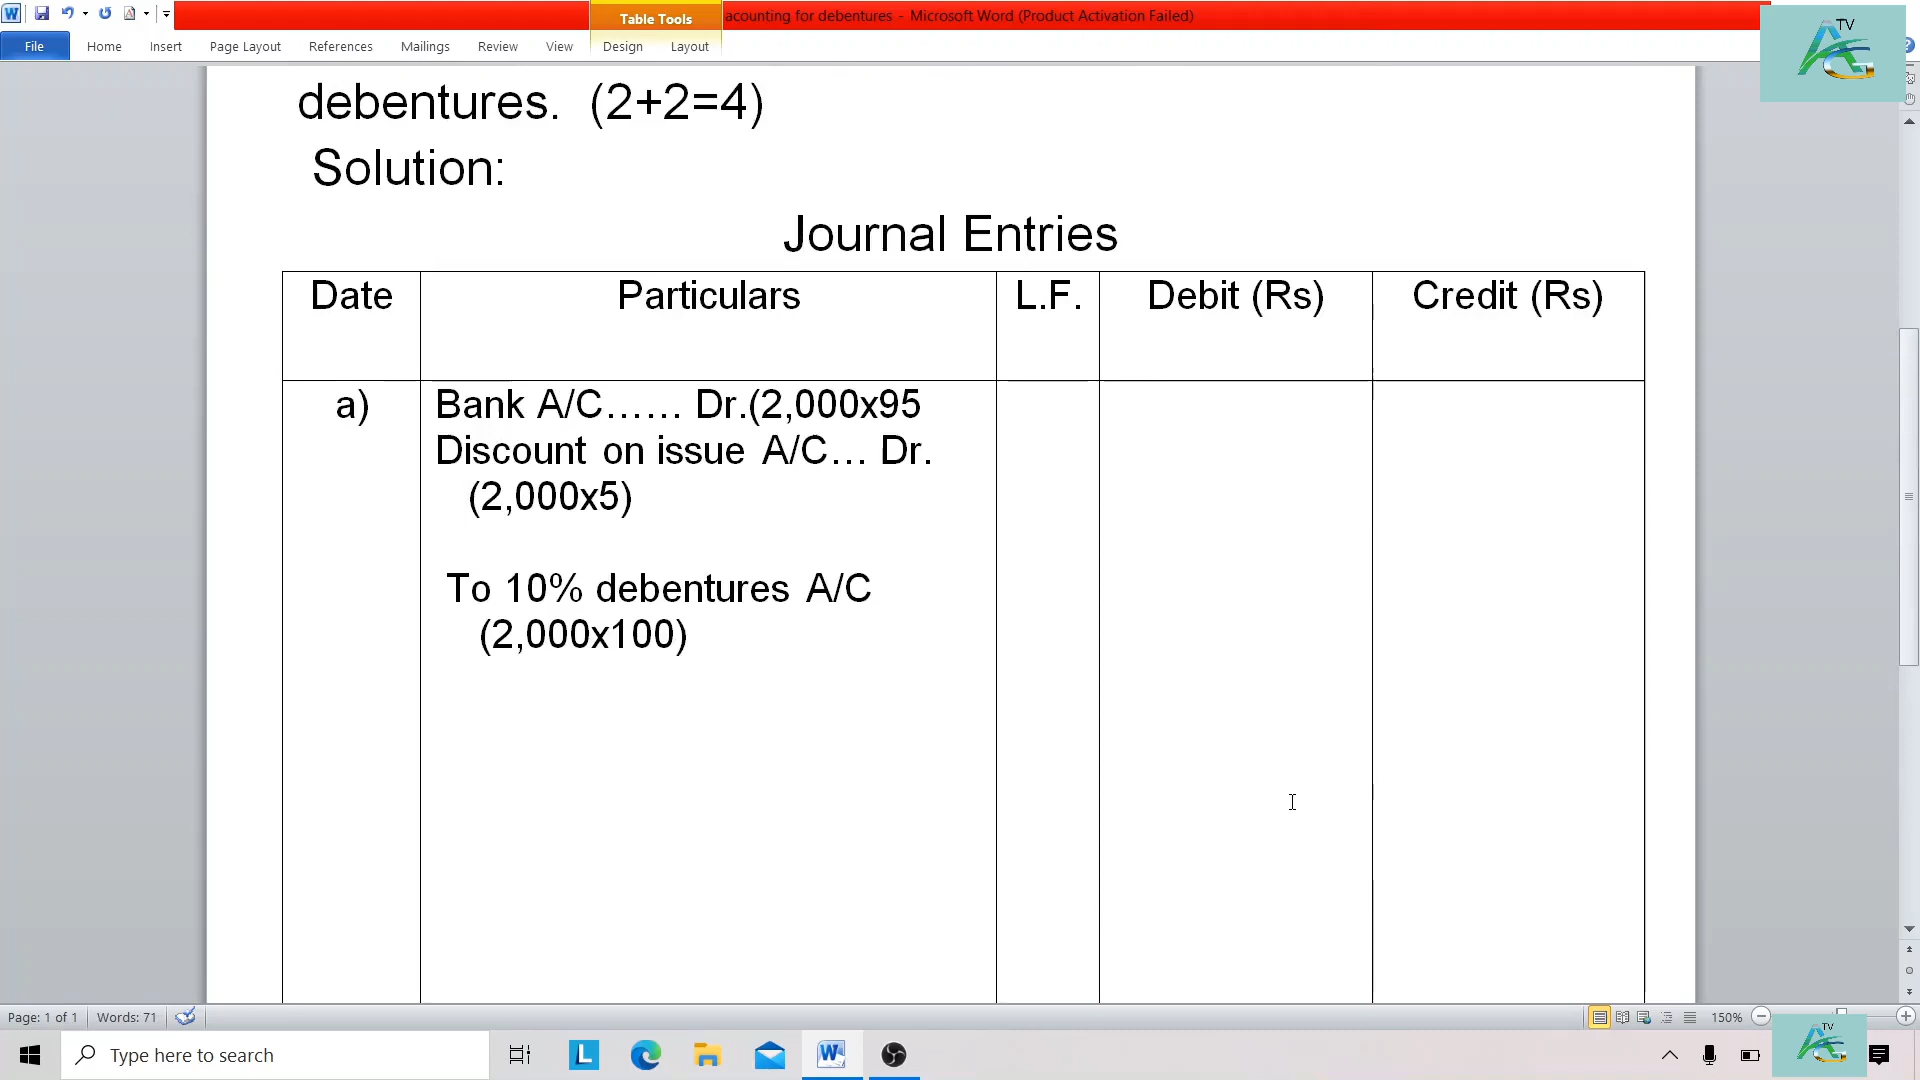 Table Tools
acounting for debentures - Microsoft Word (Product Activation Failed)
File Home Insert Page Layout References Mailings Review View Design Layout
TV
AG
debentures. (2+2=4)
Solution:
Journal Entries
Date Particulars L.F. Debit (Rs) Credit (Rs)
a) Bank A/C…… Dr.(2,000x95
Discount on issue A/C… Dr.
(2,000x5)
To 10% debentures A/C
(2,000x100)
Page: 1 of 1 Words: 71 150%
Type here to search
L
W
TV
AG